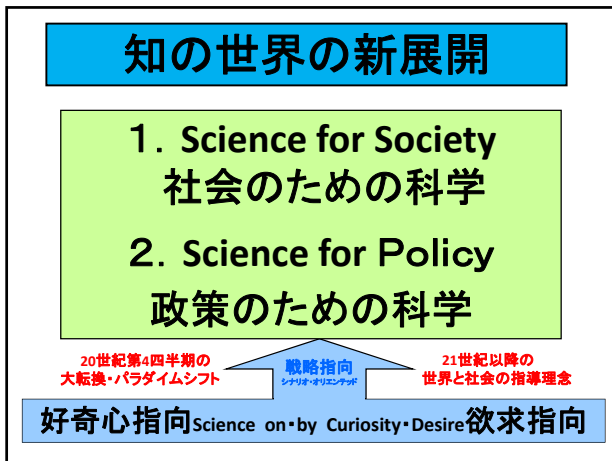 知の世界の新展開
1. Science for Society
社会のための科学
2. Science for Policy
政策のための科学
20世紀第4四半期の
大転換・パラダイムシフト
戦略指向
シナリオ・オリエンテッド
21世紀以降の
世界と社会の指導理念
好奇心指向Science on・by Curiosity・Desire欲求指向